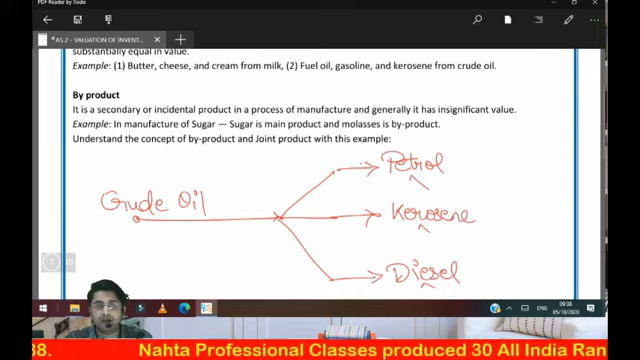 PDF Reader by Xodo
*AS 2 - VALUATION OF INVENT
substantially equal in value.
Example: (1) Butter, cheese, and cream from milk, (2) Fuel oil, gasoline, and kerosene from crude oil.
By product
It is a secondary or incidental product in a process of manufacture and generally it has insignificant value.
Example: In manufacture of Sugar — Sugar is main product and molasses is by-product.
Understand the concept of by-product and Joint product with this example:
Petrol
Crude Oil
Kerosene
Diesel
ENG
09:38
05/10/2020
38. Nahta Professional Classes produced 30 All India Ran